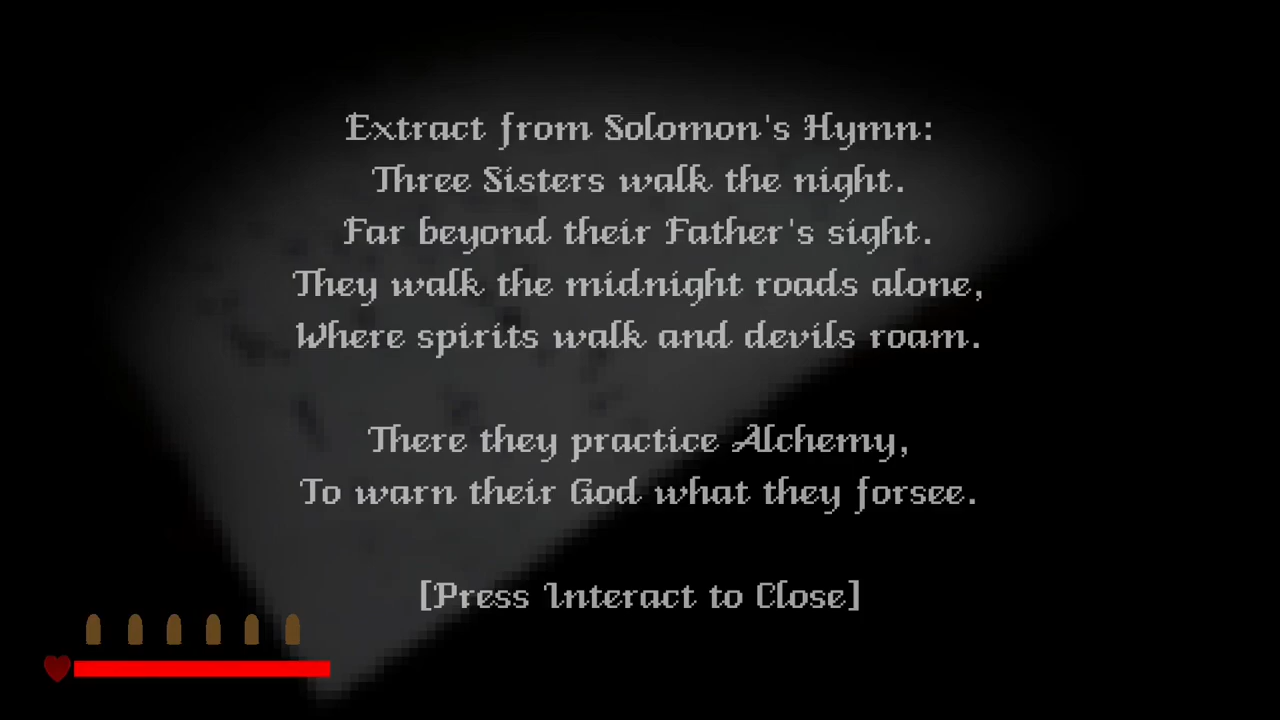 Extract from Solomon's Hymn:
Three Sisters walk the night.
Far beyond their Father's sight.
They walk the midnight roads alone,
Where spirits walk and devils roam.
There they practice Alchemy,
To warn their God what they forsee.
[Press Interact to Close]